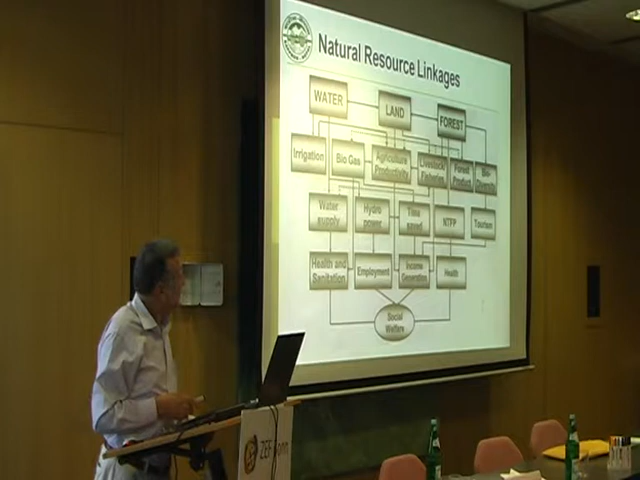 Natural Resource Linkages
WATER
LAND
FOREST
Irrigation
Bio Gas
Agriculture
Productivity
Livestock
Fisheries
Forest
Product
Bio-
Diversity
Water
supply
Hydro
power
Time
saved
NTFP
Tourism
Health and
Sanitation
Employment
Income
Generation
Health
Social
Welfare
ZEF